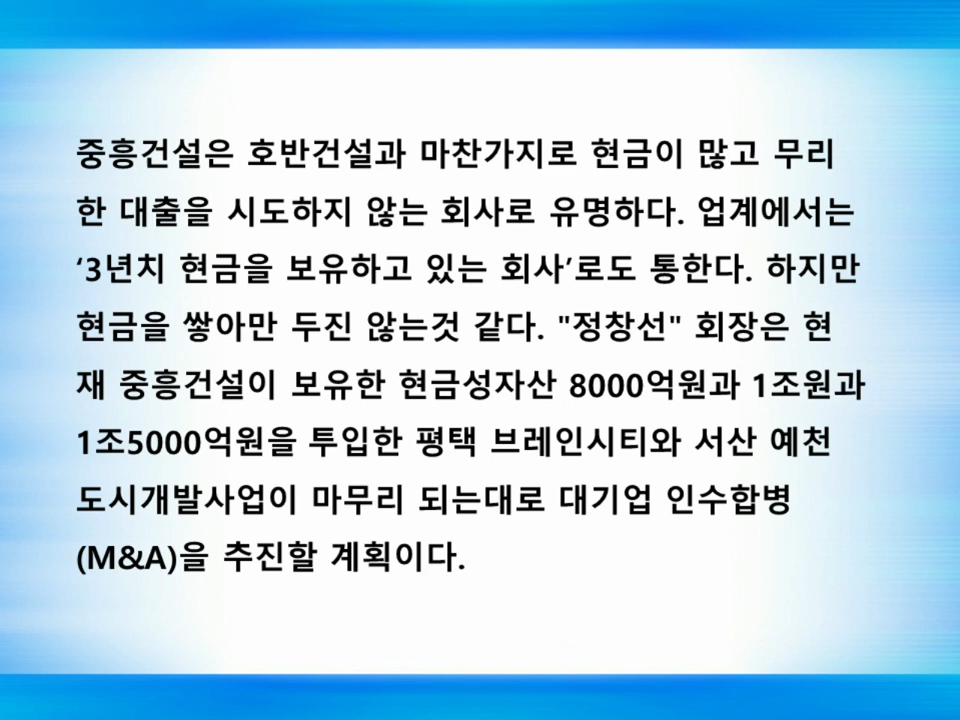 중흥건설은 호반건설과 마찬가지로 현금이 많고 무리
한 대출을 시도하지 않는 회사로 유명하다. 업계에서는
‘3년치 현금을 보유하고 있는 회사’로도 통한다. 하지만
현금을 쌓아만 두진 않는것 같다. "정창선" 회장은 현
재 중흥건설이 보유한 현금성자산 8000억원과 1조원과
1조5000억원을 투입한 평택 브레인시티와 서산 예천
도시개발사업이 마무리 되는대로 대기업 인수합병
(M&A)을 추진할 계획이다.